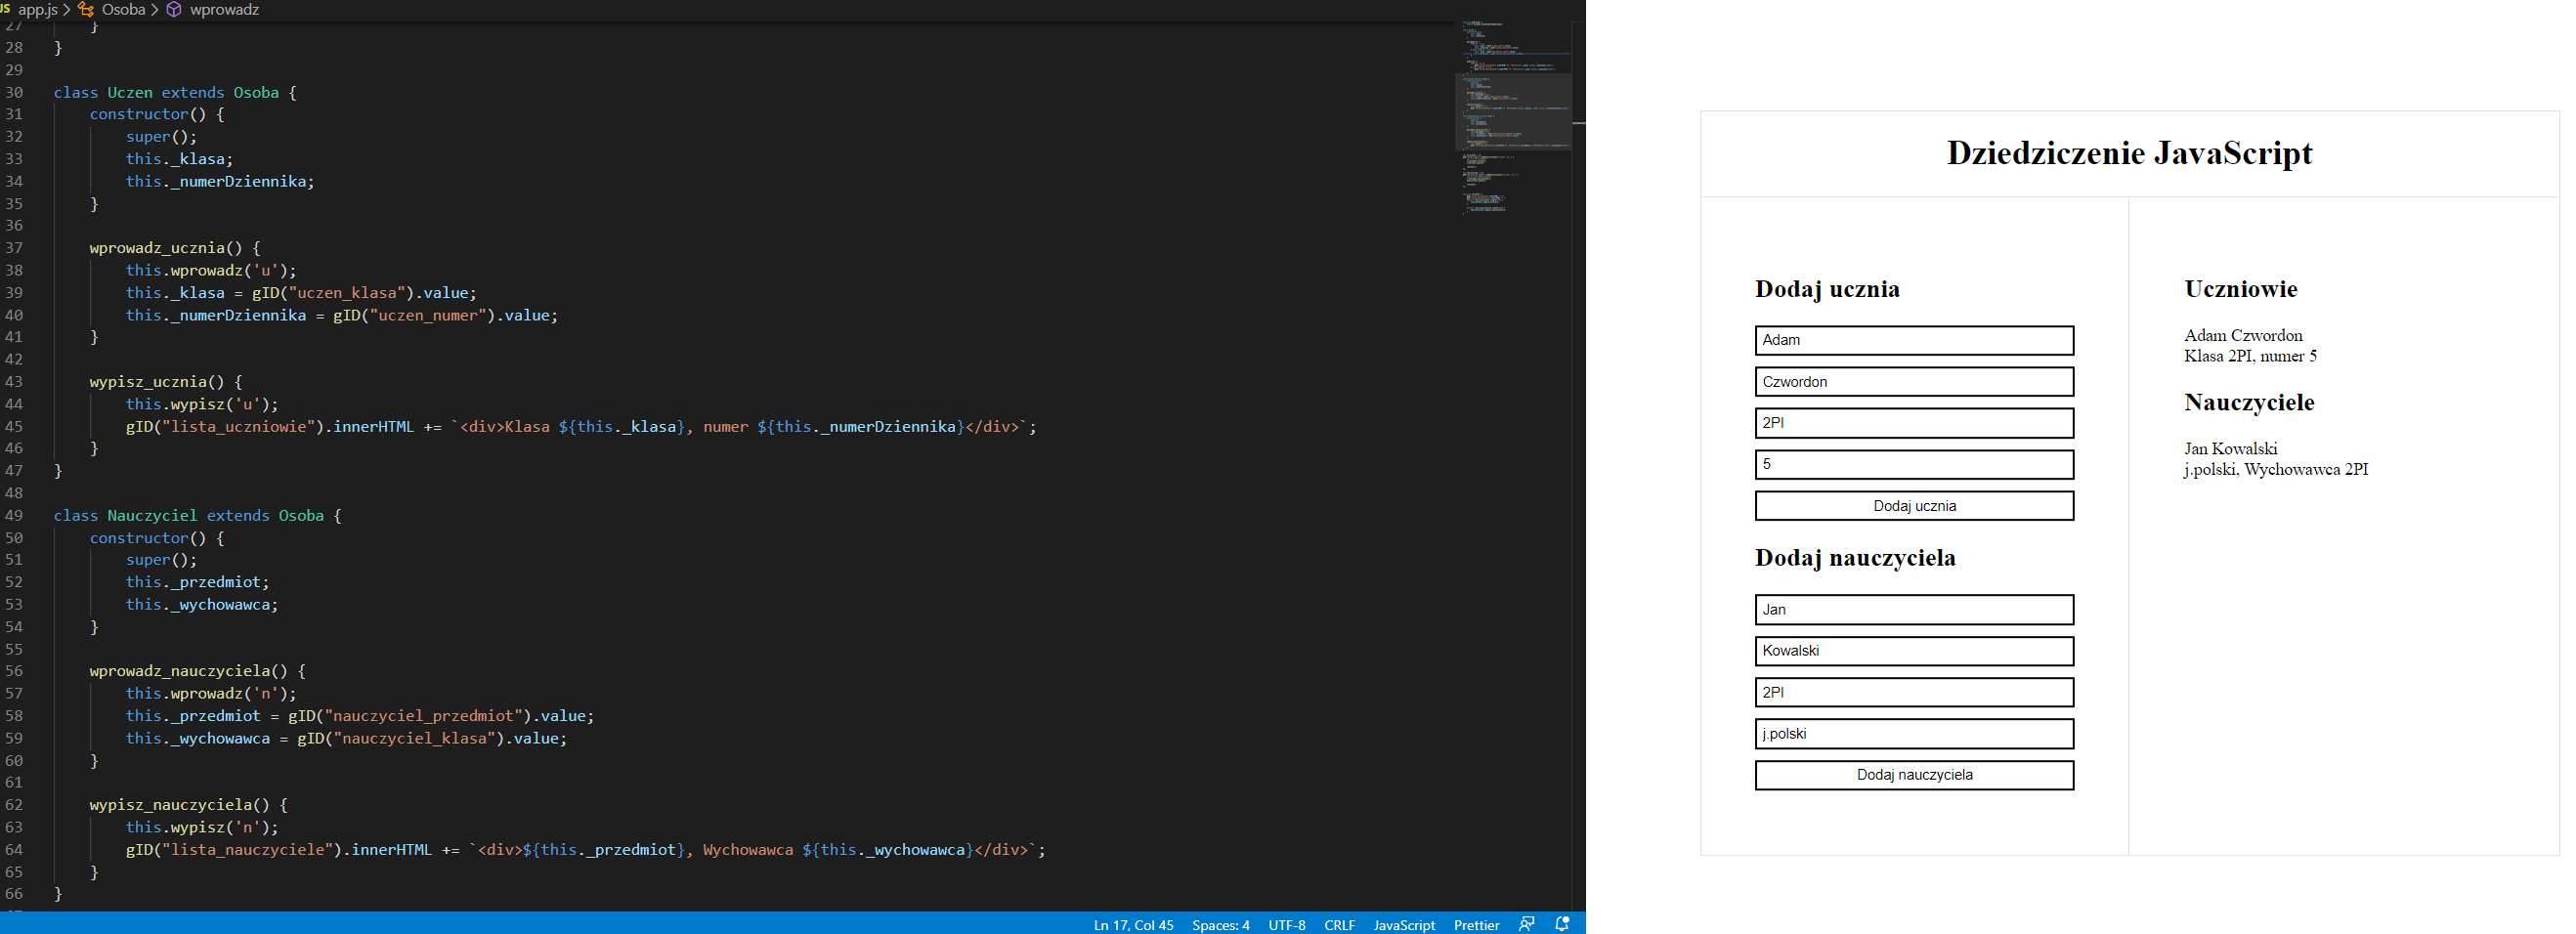 JS app.js > Osoba > wprowadz
27 }
28 }
29
30 class Uczen extends Osoba {
31 constructor() {
32 super();
33 this._klasa;
34 this._numerDziennika;
35 }
36
37 wprowadz_ucznia() {
38 this.wprowadz('u');
39 this._klasa = gID("uczen_klasa").value;
40 this._numerDziennika = gID("uczen_numer").value;
41 }
42
43 wypisz_ucznia() {
44 this.wypisz('u');
45 gID("lista_uczniowie").innerHTML += `<div>Klasa ${this._klasa}, numer ${this._numerDziennika}</div>`;
46 }
47 }
48
49 class Nauczyciel extends Osoba {
50 constructor() {
51 super();
52 this._przedmiot;
53 this._wychowawca;
54 }
55
56 wprowadz_nauczyciela() {
57 this.wprowadz('n');
58 this._przedmiot = gID("nauczyciel_przedmiot").value;
59 this._wychowawca = gID("nauczyciel_klasa").value;
60 }
61
62 wypisz_nauczyciela() {
63 this.wypisz('n');
64 gID("lista_nauczyciele").innerHTML += `<div>${this._przedmiot}, Wychowawca ${this._wychowawca}</div>`;
65 }
66 }
Ln 17, Col 45 Spaces: 4 UTF-8 CRLF JavaScript Prettier
Dziedziczenie JavaScript
Dodaj ucznia
Adam
Czwordon
2PI
5
Dodaj ucznia
Dodaj nauczyciela
Jan
Kowalski
2PI
j.polski
Dodaj nauczyciela
Uczniowie
Adam Czwordon
Klasa 2PI, numer 5
Nauczyciele
Jan Kowalski
j.polski, Wychowawca 2PI